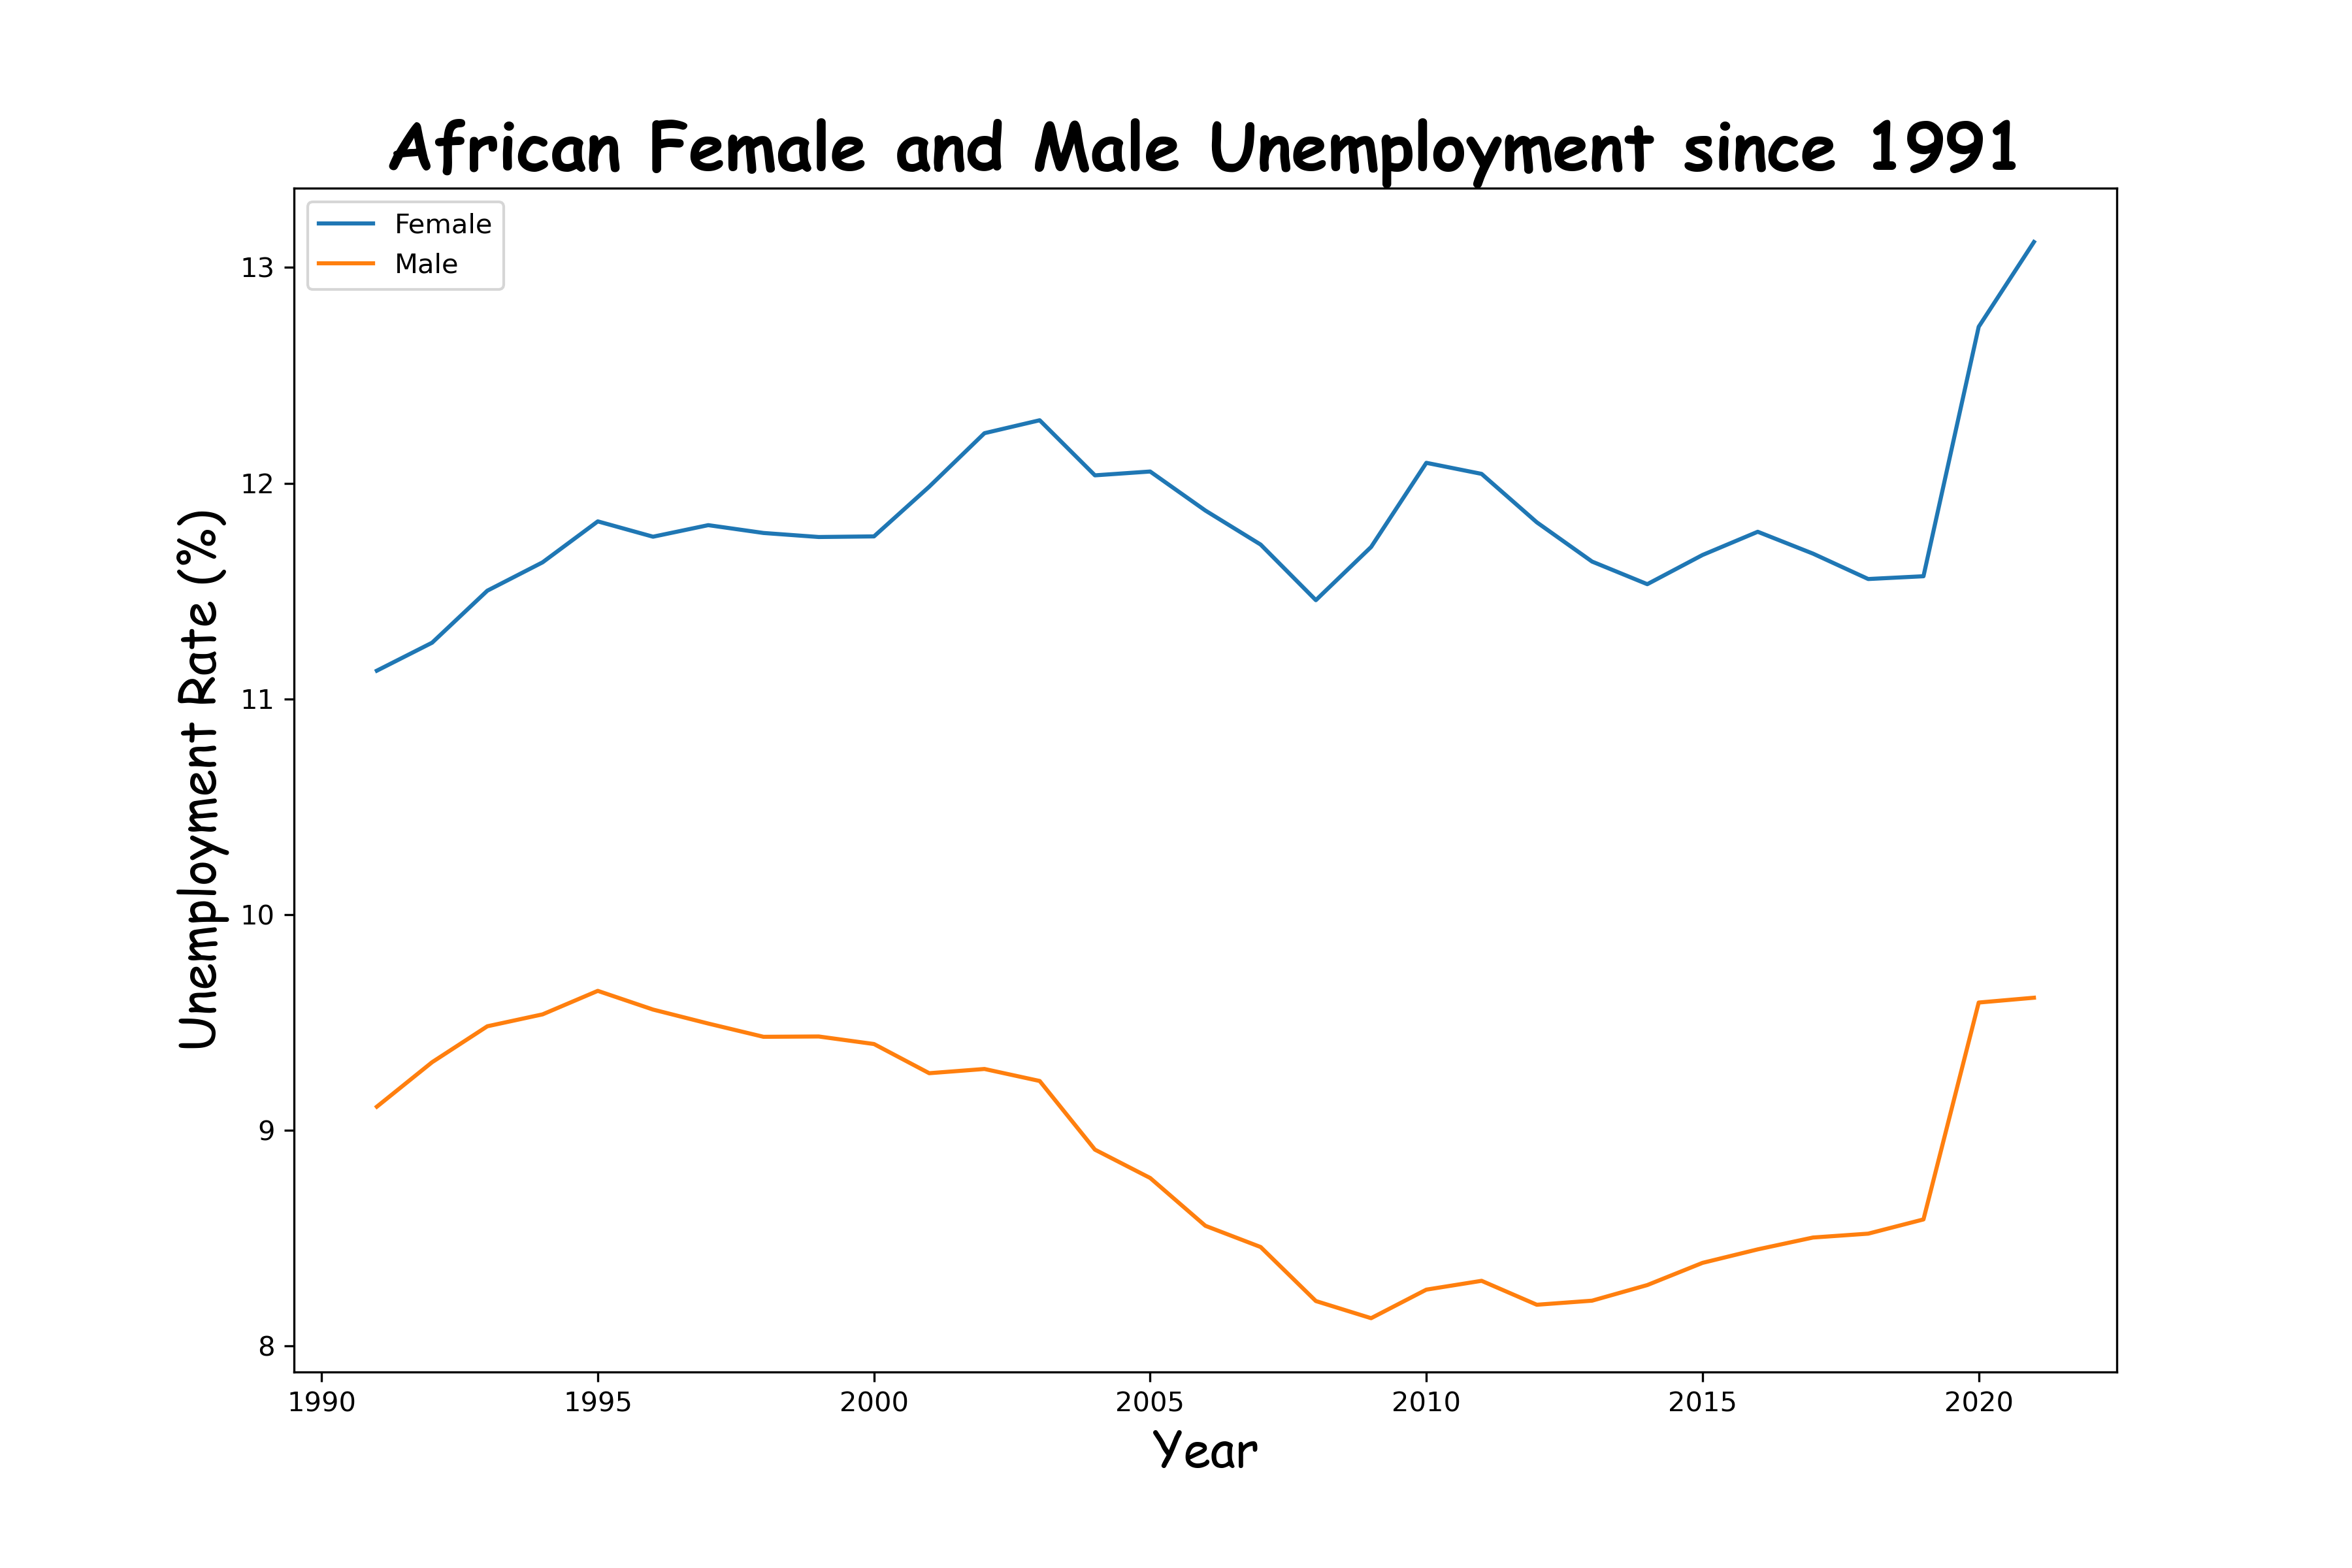 African Female and Male Unemployment since 1991
Female
Male
Unemployment Rate (%)
13
12
11
10
9
8
1990 1995 2000 2005 2010 2015 2020
Year